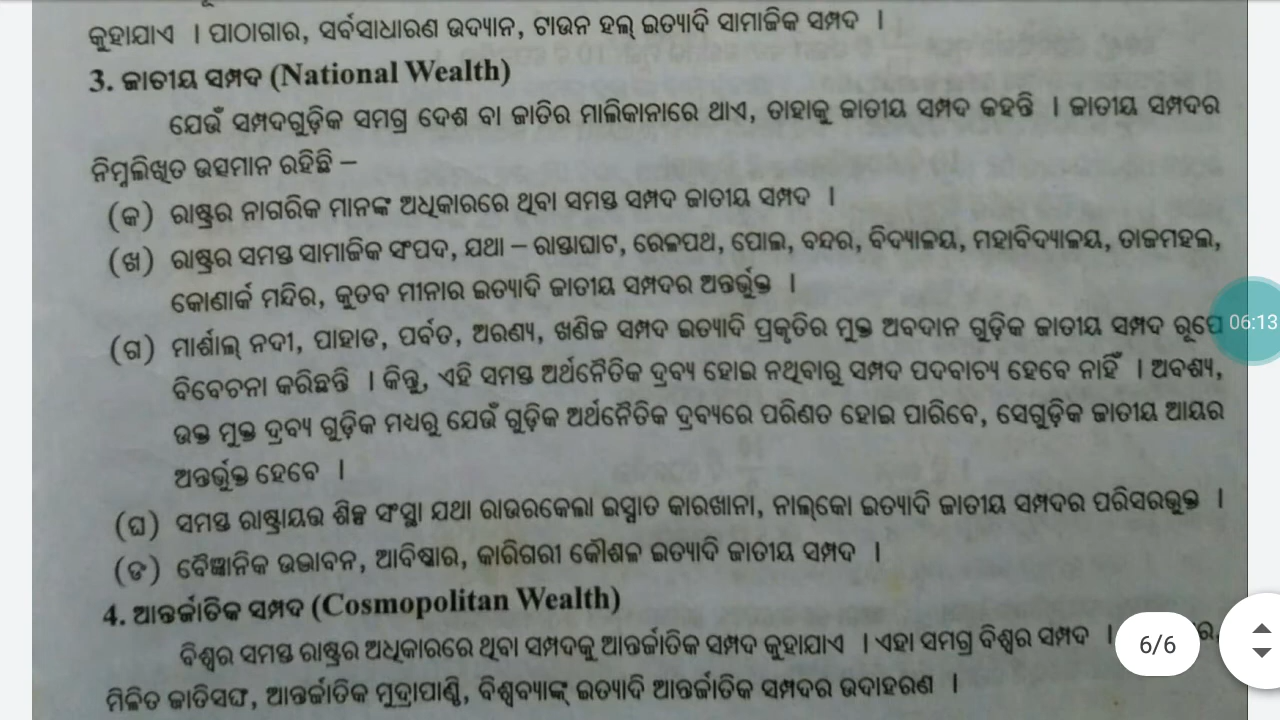 କୁହାଯାଏ । ପାଠାଗାର, ସର୍ବସାଧାରଣ ଉଦ୍ୟାନ, ଟାଉନ ହଲ୍ ଇତ୍ୟାଦି ସାମାଜିକ ସମ୍ପଦ ।
3. ଜାତୀୟ ସମ୍ପଦ (National Wealth)
ଯେଉଁ ସମ୍ପଦଗୁଡ଼ିକ ସମଗ୍ର ଦେଶ ବା ଜାତିର ମାଲିକାନାରେ ଥାଏ, ତାହାକୁ ଜାତୀୟ ସମ୍ପଦ କହନ୍ତି । ଜାତୀୟ ସମ୍ପଦର
ନିମ୍ନଲିଖିତ ଉତ୍ସମାନ ରହିଛି –
(କ) ରାଷ୍ଟ୍ରର ନାଗରିକ ମାନଙ୍କ ଅଧିକାରରେ ଥିବା ସମସ୍ତ ସମ୍ପଦ ଜାତୀୟ ସମ୍ପଦ ।
(ଖ) ରାଷ୍ଟ୍ରର ସମସ୍ତ ସାମାଜିକ ସଂପଦ, ଯଥା – ରାସ୍ତାଘାଟ, ରେଳପଥ, ପୋଲ, ବନ୍ଦର, ବିଦ୍ୟାଳୟ, ମହାବିଦ୍ୟାଳୟ, ତାଜମହଲ,
କୋଣାର୍କ ମନ୍ଦିର, କୁତବ ମୀନାର ଇତ୍ୟାଦି ଜାତୀୟ ସମ୍ପଦର ଅନ୍ତର୍ଭୁକ୍ତ ।
(ଗ) ମାର୍ଶାଲ୍ ନଦୀ, ପାହାଡ, ପର୍ବତ, ଅରଣ୍ୟ, ଖଣିଜ ସମ୍ପଦ ଇତ୍ୟାଦି ପ୍ରକୃତିର ମୁକ୍ତ ଅବଦାନ ଗୁଡ଼ିକ ଜାତୀୟ ସମ୍ପଦ ରୂପେ
06:13
ବିବେଚନା କରିଛନ୍ତି । କିନ୍ତୁ, ଏହି ସମସ୍ତ ଅର୍ଥନୈତିକ ଦ୍ରବ୍ୟ ହୋଇ ନଥିବାରୁ ସମ୍ପଦ ପଦବାଚ୍ୟ ହେବେ ନାହିଁ । ଅବଶ୍ୟ,
ଉକ୍ତ ମୁକ୍ତ ଦ୍ରବ୍ୟ ଗୁଡ଼ିକ ମଧ୍ୟରୁ ଯେଉଁ ଗୁଡ଼ିକ ଅର୍ଥନୈତିକ ଦ୍ରବ୍ୟରେ ପରିଣତ ହୋଇ ପାରିବେ, ସେଗୁଡ଼ିକ ଜାତୀୟ ଆୟର
ଅନ୍ତର୍ଭୁକ୍ତ ହେବେ ।
(ଘ) ସମସ୍ତ ରାଷ୍ଟ୍ରାୟତ୍ତ ଶିଳ୍ପ ସଂସ୍ଥା ଯଥା ରାଉରକେଲା ଇସ୍ପାତ କାରଖାନା, ନାଲ୍‌କୋ ଇତ୍ୟାଦି ଜାତୀୟ ସମ୍ପଦର ପରିସରଭୁକ୍ତ ।
(ଙ) ବୈଜ୍ଞାନିକ ଉଦ୍ଭାବନ, ଆବିଷ୍କାର, କାରିଗରୀ କୌଶଳ ଇତ୍ୟାଦି ଜାତୀୟ ସମ୍ପଦ ।
4. ଆନ୍ତର୍ଜାତିକ ସମ୍ପଦ (Cosmopolitan Wealth)
ବିଶ୍ୱର ସମସ୍ତ ରାଷ୍ଟ୍ରର ଅଧିକାରରେ ଥିବା ସମ୍ପଦକୁ ଆନ୍ତର୍ଜାତିକ ସମ୍ପଦ କୁହାଯାଏ । ଏହା ସମଗ୍ର ବିଶ୍ୱର ସମ୍ପଦ ।
6/6
ମିଳିତ ଜାତିସଂଘ, ଆନ୍ତର୍ଜାତିକ ମୁଦ୍ରାପାଣ୍ଠି, ବିଶ୍ୱବ୍ୟାଙ୍କ୍ ଇତ୍ୟାଦି ଆନ୍ତର୍ଜାତିକ ସମ୍ପଦର ଉଦାହରଣ ।